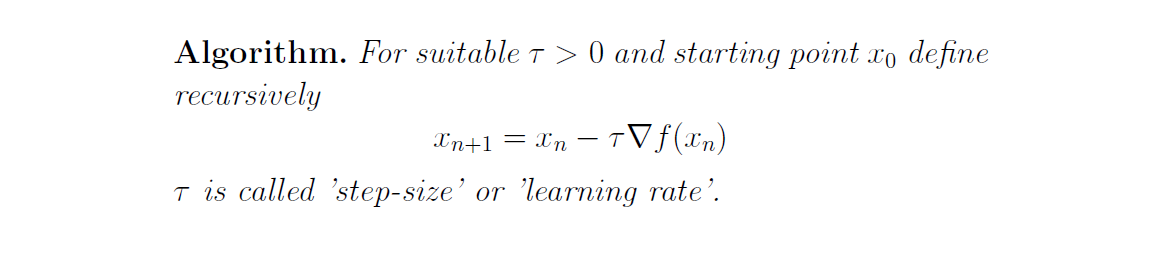 Algorithm. For suitable τ > 0 and starting point x₀ define
recursively
xₙ₊₁ = xₙ − τ∇f(xₙ)
τ is called ’step-size’ or ’learning rate’.